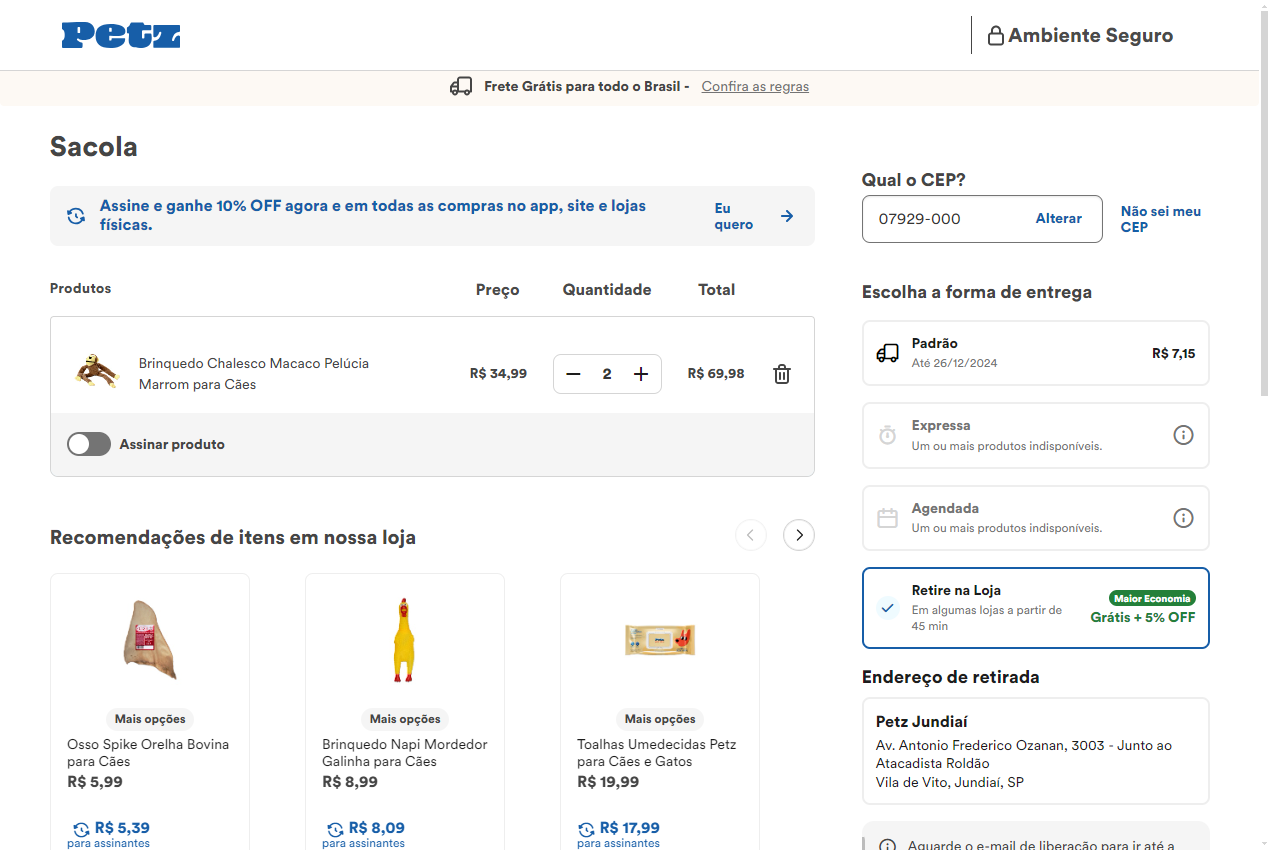 Petz
Ambiente Seguro
Frete Grátis para todo o Brasil - Confira as regras
Sacola
Assine e ganhe 10% OFF agora e em todas as compras no app, site e lojas
físicas.
Eu
quero
Produtos
Preço
Quantidade
Total
Brinquedo Chalesco Macaco Pelúcia
Marrom para Cães
R$ 34,99
2
R$ 69,98
Assinar produto
Recomendações de itens em nossa loja
Mais opções
Osso Spike Orelha Bovina
para Cães
R$ 5,99
R$ 5,39
para assinantes
Mais opções
Brinquedo Napi Mordedor
Galinha para Cães
R$ 8,99
R$ 8,09
para assinantes
Mais opções
Toalhas Umedecidas Petz
para Cães e Gatos
R$ 19,99
R$ 17,99
para assinantes
Qual o CEP?
07929-000
Alterar
Não sei meu
CEP
Escolha a forma de entrega
Padrão
Até 26/12/2024
R$ 7,15
Expressa
Um ou mais produtos indisponíveis.
Agendada
Um ou mais produtos indisponíveis.
Retire na Loja
Em algumas lojas a partir de
45 min
Maior Economia
Grátis + 5% OFF
Endereço de retirada
Petz Jundiaí
Av. Antonio Frederico Ozanan, 3003 - Junto ao
Atacadista Roldão
Vila de Vito, Jundiaí, SP
Aguarde o e-mail de liberação para ir até a